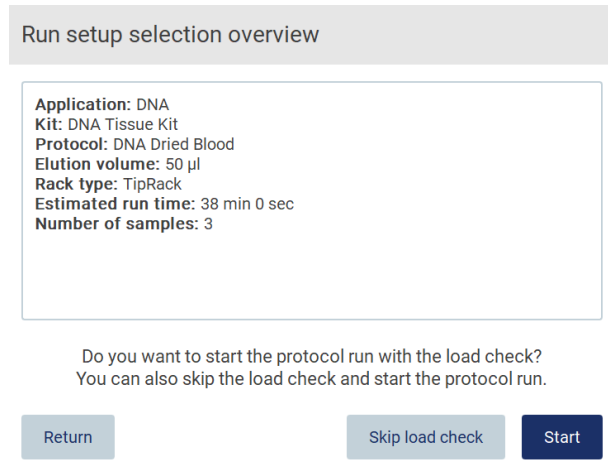 Run setup selection overview
Application: DNA
Kit: DNA Tissue Kit
Protocol: DNA Dried Blood
Elution volume: 50 µl
Rack type: TipRack
Estimated run time: 38 min 0 sec
Number of samples: 3
Do you want to start the protocol run with the load check?
You can also skip the load check and start the protocol run.
Return
Skip load check
Start